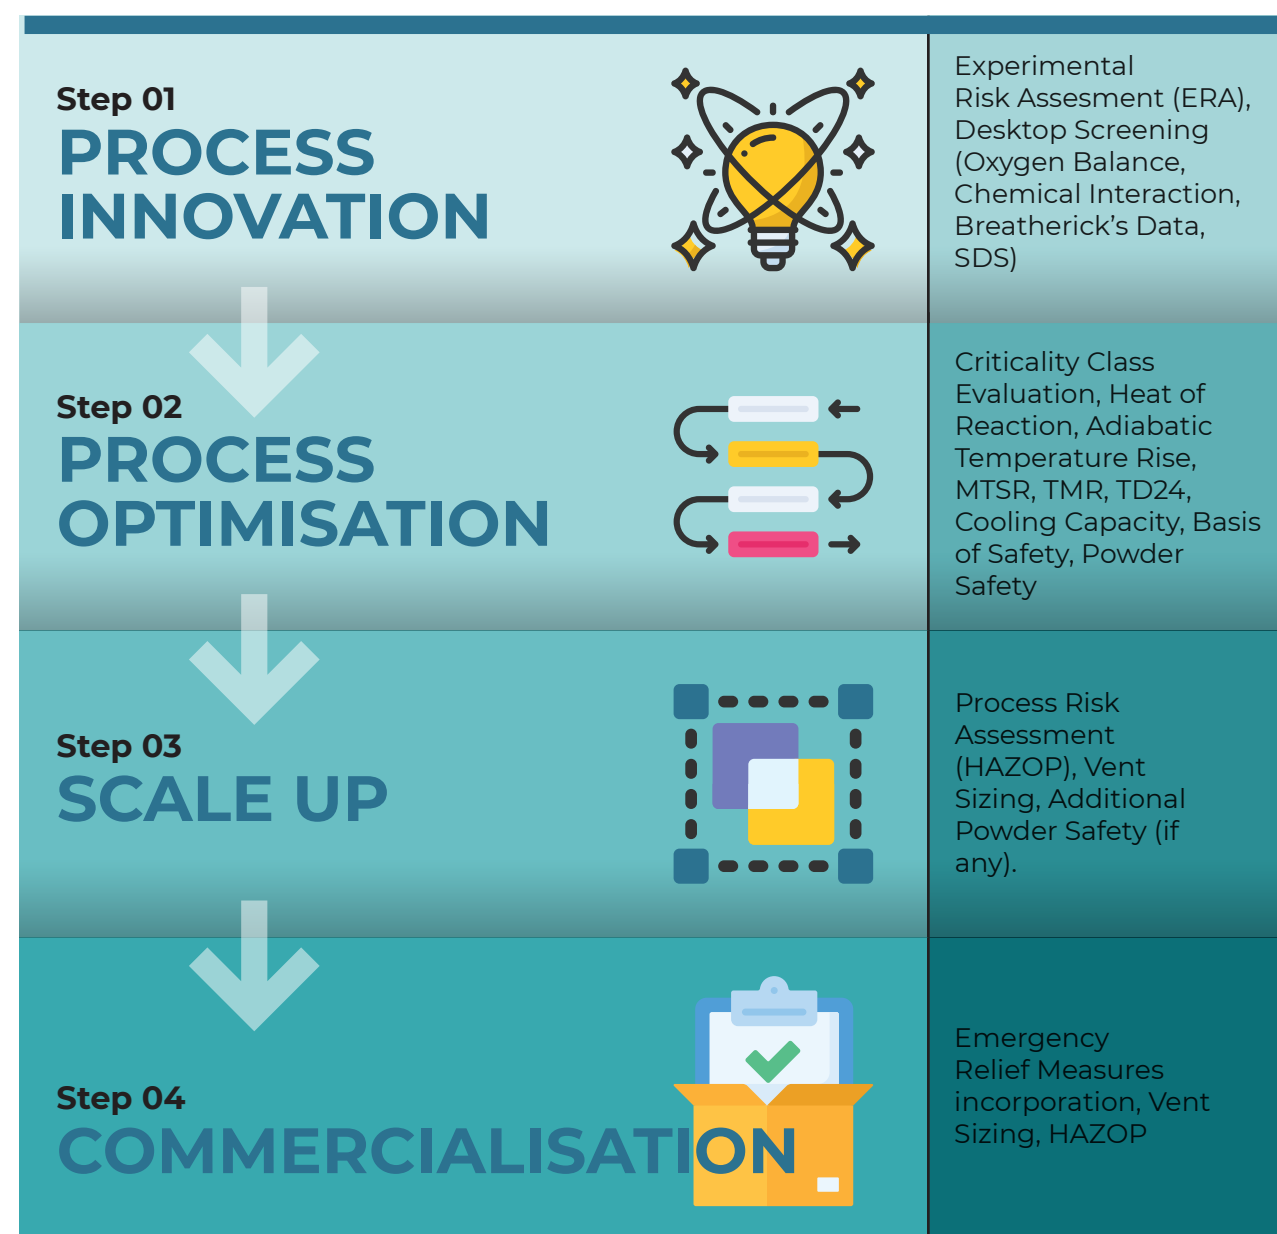 Step 01
PROCESS
INNOVATION
Experimental
Risk Assesment (ERA),
Desktop Screening
(Oxygen Balance,
Chemical Interaction,
Breatherick's Data,
SDS)
Step 02
PROCESS
OPTIMISATION
Criticality Class
Evaluation, Heat of
Reaction, Adiabatic
Temperature Rise,
MTSR, TMR, TD24,
Cooling Capacity, Basis
of Safety, Powder
Safety
Step 03
SCALE UP
Process Risk
Assessment
(HAZOP), Vent
Sizing, Additional
Powder Safety (if
any).
Step 04
COMMERCIALISATION
Emergency
Relief Measures
incorporation, Vent
Sizing, HAZOP